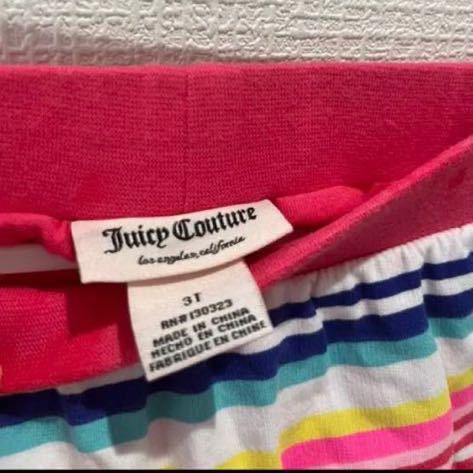 Juicy Couture
los angeles, california
3T
RN# 130323
MADE IN CHINA
HECHO EN CHINA
FABRIQUE EN CHINE